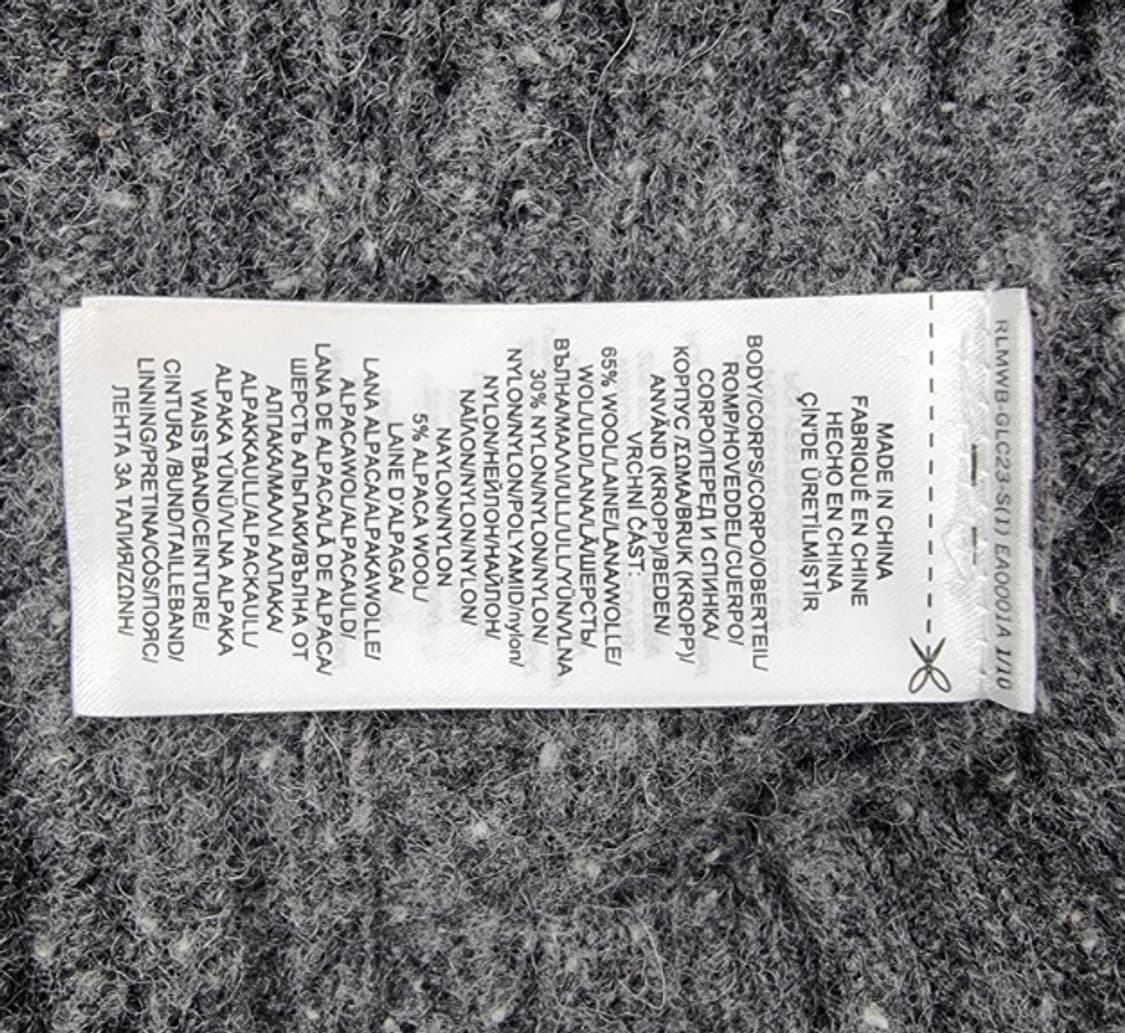 RLMWB-GLC23-S(1) EA0001A 1/10
MADE IN CHINA
FABRIQUÉ EN CHINE
HECHO EN CHINA
ÇİN'DE ÜRETİLMİŞTİR
BODY/CORPS/CORPO/OBERTEIL/
ROMP/HOVEDDEL/CUERPO/
CORPO/ПЕРЕД И СПИНКА/
КОРПУС /ΣΩΜΑ/BRUK (KROPP)/
ANVÄND (KROPP)/BEDEN/
VRCHNÍ ČÁST:
65% WOOL/LAINE/LANA/WOLLE/
WOL/ULD/LANA/LÃ/ШЕРСТЬ/
ВЪЛНА/ΜΑΛΛΙ/ULL/ULL/YÜN/VLNA
30% NYLON/NYLON/NYLON/
NYLON/NYLON/POLYAMID/nylon/
NYLON/НЕЙЛОН/НАЙЛОН/
ΝΑΪΛΟΝ/NYLON/NYLON/
NAYLON/NYLON
5% ALPACA WOOL/
LAINE D'ALPAGA/
LANA ALPACA/ALPAKAWOLLE/
ALPACAWOL/ALPACAULD/
LANA DE ALPACA/LÃ DE ALPACA/
ШЕРСТЬ АЛЬПАКИ/ВЪЛНА ОТ
АЛПАКА/ΜΑΛΛΙ ΑΛΠΑΚΑ/
ALPAKKAULL/ALPACKAULL/
ALPAKA YÜNÜ/VLNA ALPAKA
WAISTBAND/CEINTURE/
CINTURA /BUND/TAILLEBAND/
LINNING/PRETINA/CÓS/ПОЯС/
ЛЕНТА ЗА ТАЛИЯ/ΖΩΝΗ/